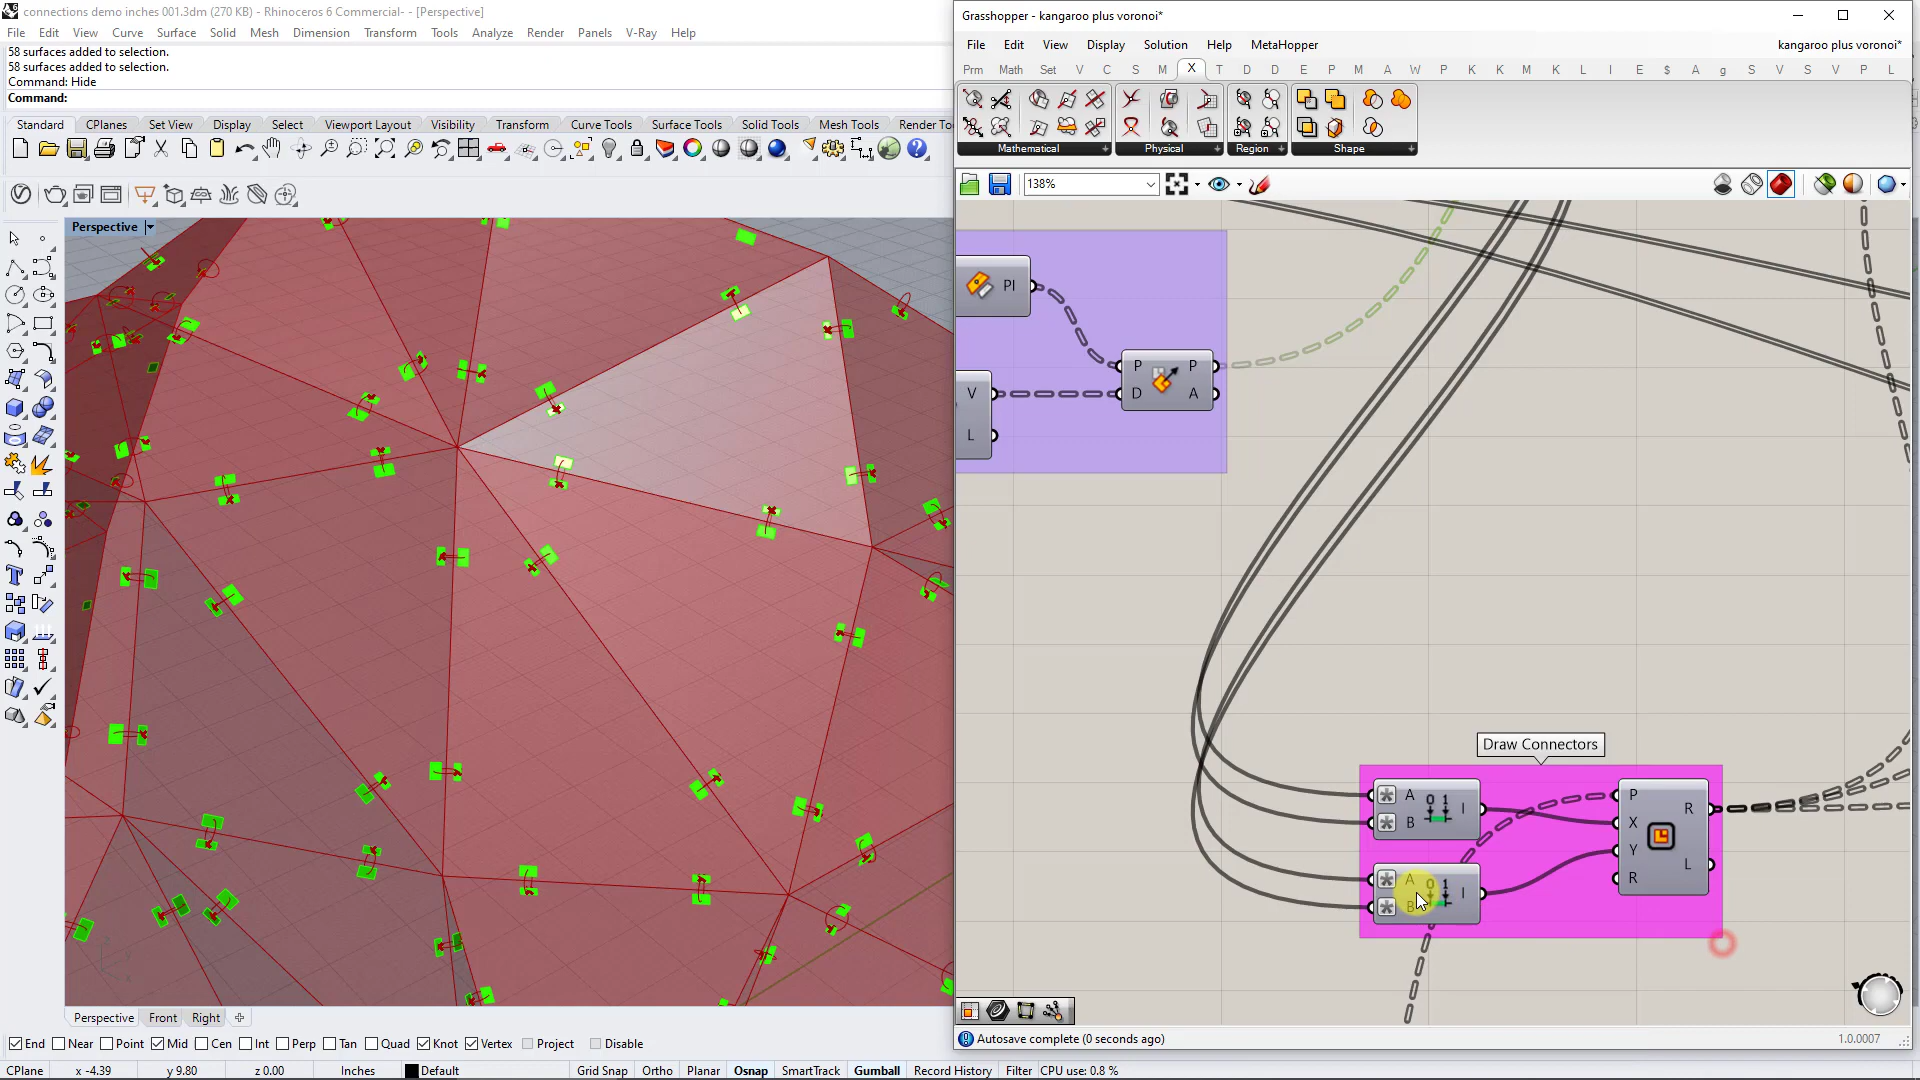 connections demo inches 001.3dm (270 KB) - Rhinoceros 6 Commercial- - [Perspective]
File Edit View Curve Surface Solid Mesh Dimension Transform Tools Analyze Render Panels V-Ray Help
58 surfaces added to selection.
58 surfaces added to selection.
Command: Hide
Command:
Standard CPlanes Set View Display Select Viewport Layout Visibility Transform Curve Tools Surface Tools Solid Tools Mesh Tools Render To
Perspective
Perspective Front Right
End Near Point Mid Cen Int Perp Tan Quad Knot Vertex Project Disable
CPlane x -4.39 y 9.80 z 0.00 Inches Default Grid Snap Ortho Planar Osnap SmartTrack Gumball Record History Filter CPU use: 0.8 %
Grasshopper - kangaroo plus voronoi*
File Edit View Display Solution Help MetaHopper kangaroo plus voronoi*
Prm Math Set V C S M X T D D E P M A W P K K M K L I E $ A g S V S V P L
Mathematical Physical Region Shape
138%
PI
V
L
P P
D A
Draw Connectors
A
B I
0 1
A
B I
0 1
P
X
Y
R
R
L
Autosave complete (0 seconds ago) 1.0.0007